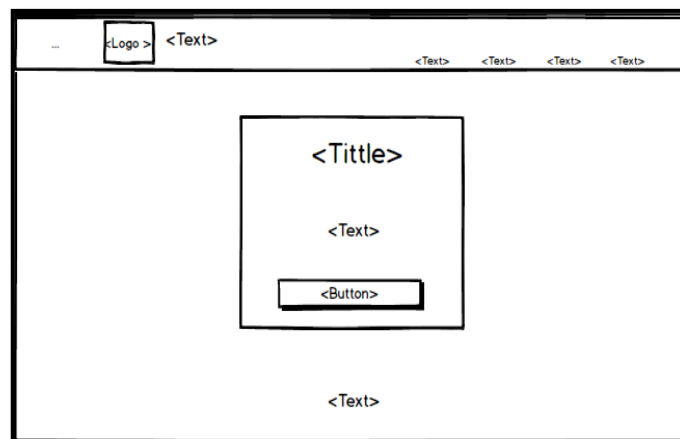 ...
<Logo >
<Text>
<Text> <Text> <Text> <Text>
<Tittle>
<Text>
<Button>
<Text>